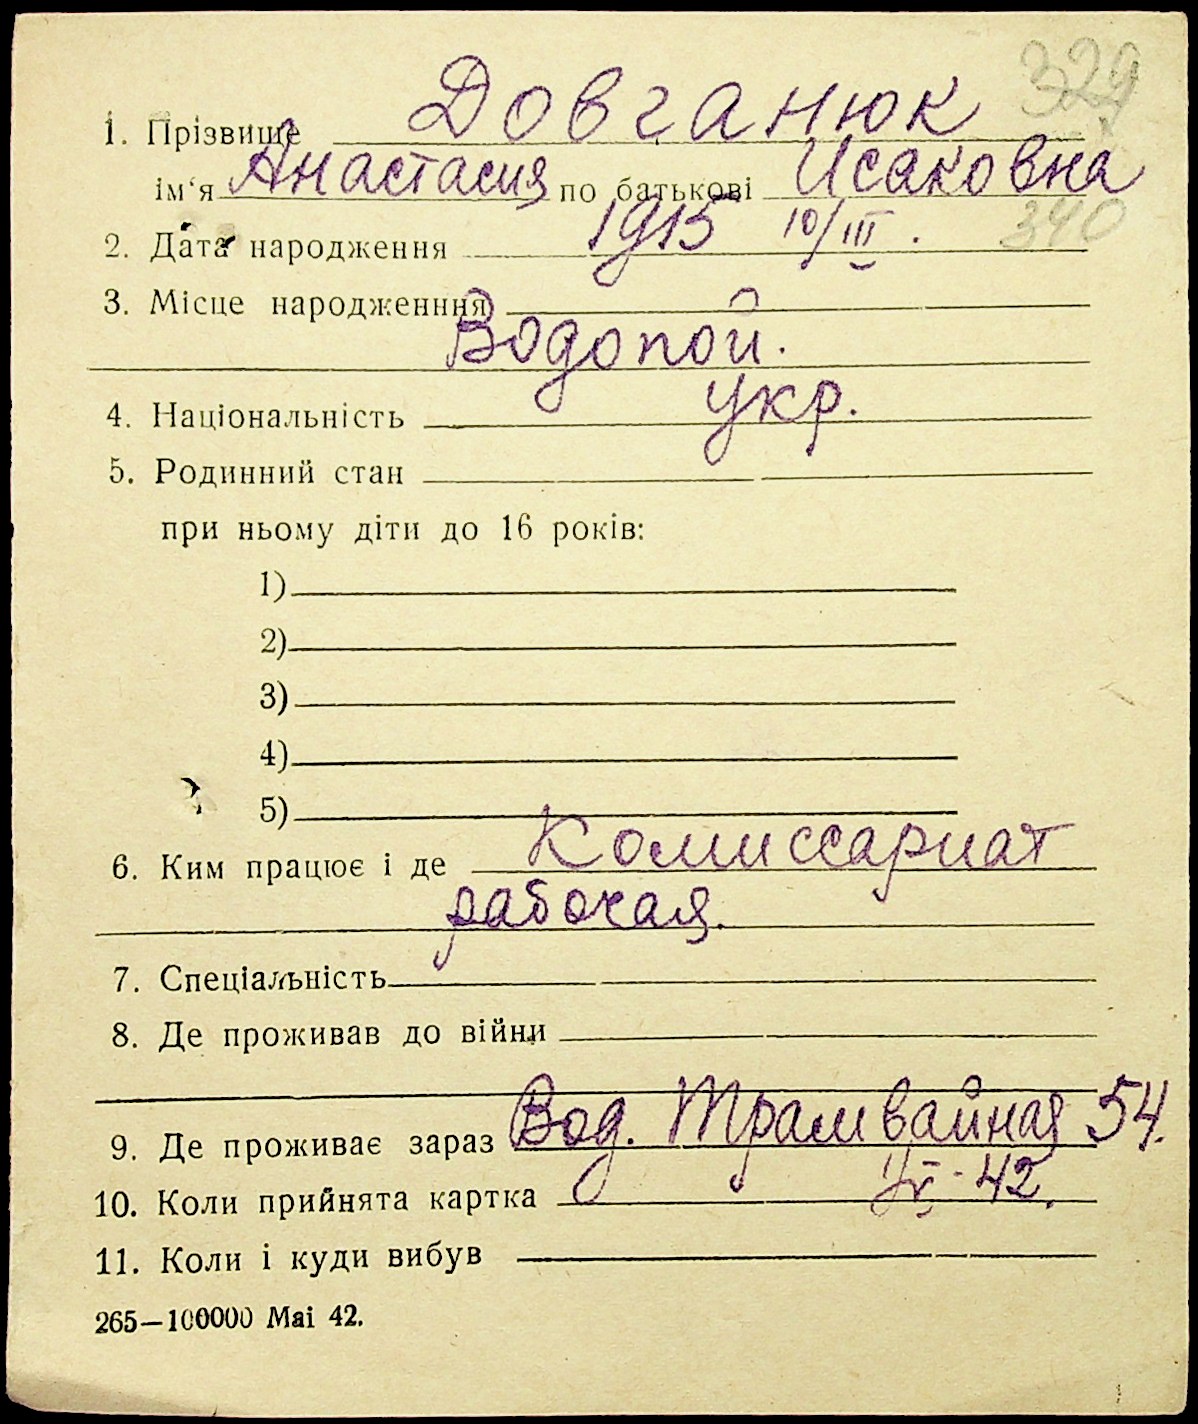 329
1. Прізвище Довганюк
ім'я Анастасия по батькові Исаковна
340
2. Дата народження 1915 10/III.
3. Місце народженння
Водопой.
4. Національність укр.
5. Родинний стан
при ньому діти до 16 років:
1)
2)
3)
4)
5)
6. Ким працює і де Комиссариат
рабочая.
7. Спеціальність
8. Де проживав до війни
9. Де проживає зараз Вод. Трамвайная 54.
10. Коли прийнята картка 42.
11. Коли і куди вибув
265—100000 Mai 42.